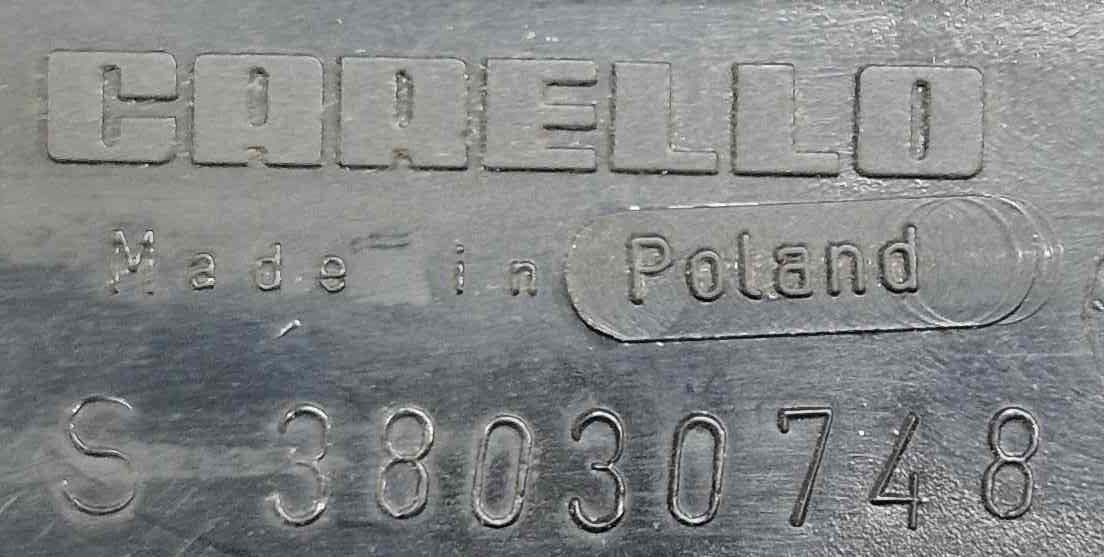 CARELLO
Made in Poland
S 38030748